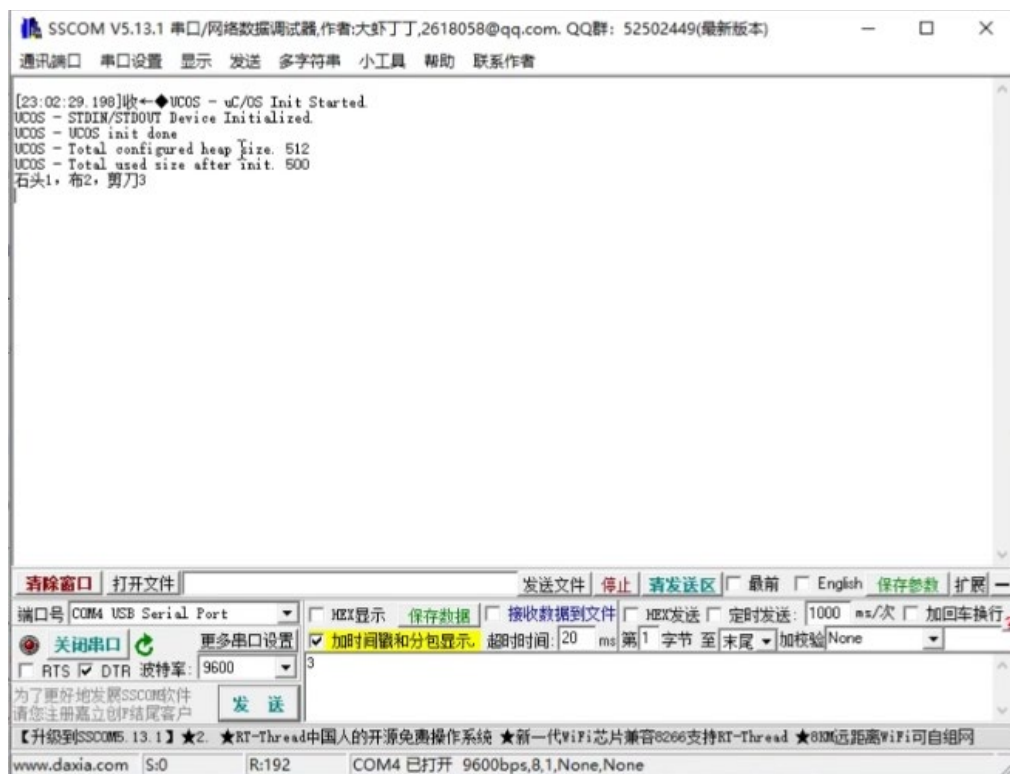 SSCOM V5.13.1 串口/网络数据调试器,作者:大虾丁丁,2618058@qq.com. QQ群: 52502449(最新版本)
通讯端口 串口设置 显示 发送 多字符串 小工具 帮助 联系作者
[23:02:29.198]收←◆UCOS - uC/OS Init Started.
UCOS - STDIN/STDOUT Device Initialized.
UCOS - UCOS init done
UCOS - Total configured heap size. 512
UCOS - Total used size after init. 500
石头1，布2，剪刀3
清除窗口 打开文件 发送文件 停止 清发送区 最前 English 保存参数 扩展 —
端口号 COM4 USB Serial Port HEX显示 保存数据 接收数据到文件 HEX发送 定时发送: 1000 ms/次 加回车换行
关闭串口 更多串口设置 加时间戳和分包显示, 超时时间: 20 ms 第1 字节 至 末尾 加校验 None
RTS DTR 波特率: 9600 3
为了更好地发展SSCOM软件
请您注册嘉立创F结尾客户
发 送
【升级到SSCOM5.13.1】★2. ★RT-Thread中国人的开源免费操作系统 ★新一代WiFi芯片兼容8266支持RT-Thread ★8KM远距离WiFi可自组网
www.daxia.com S:0 R:192 COM4 已打开 9600bps,8,1,None,None